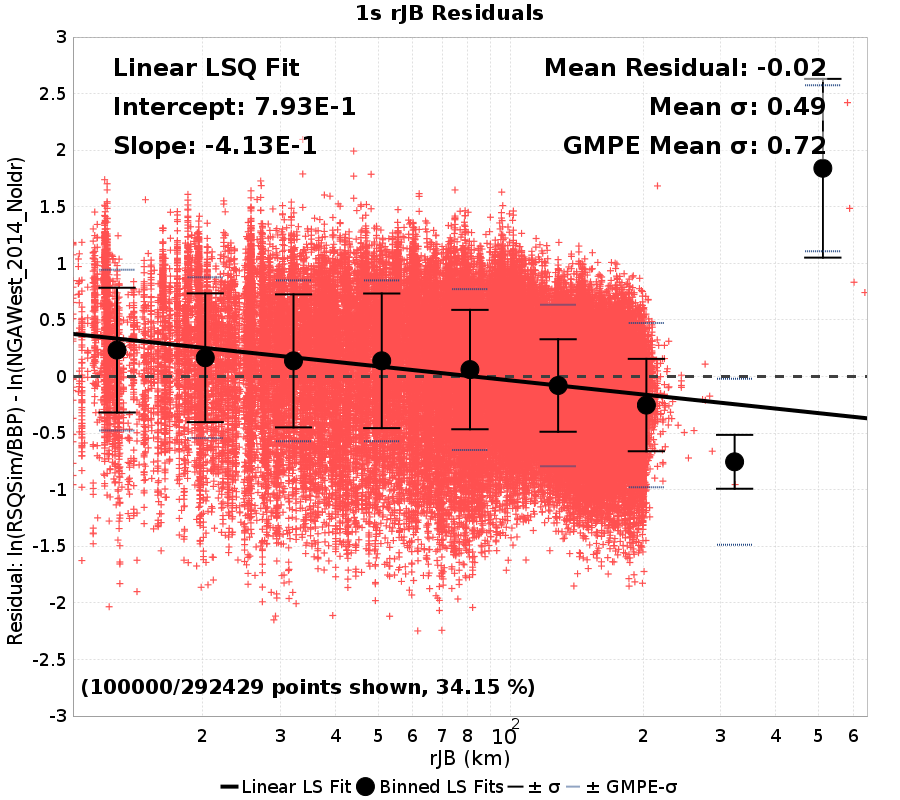 1s rJB Residuals
Linear LSQ Fit
Mean Residual: -0.02
Intercept: 7.93E-1
Mean σ: 0.49
Slope: -4.13E-1
GMPE Mean σ: 0.72
Residual: ln(RSQSim/BBP) - ln(NGAWest_2014_NoIdr)
3
2.5
2
1.5
1
0.5
0
-0.5
-1
-1.5
-2
-2.5
-3
(100000/292429 points shown, 34.15 %)
2 3 4 5 6 7 8 10^2 2 3 4 5 6
rJB (km)
Linear LS Fit Binned LS Fits ± σ ± GMPE-σ